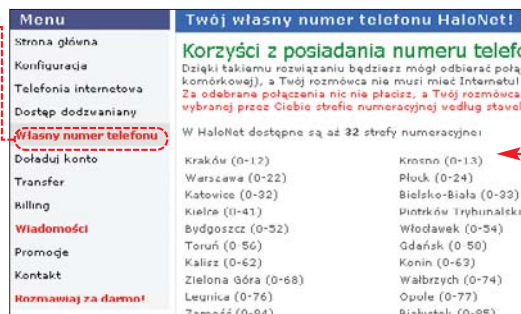 Menu
Strona główna
Konfiguracja
Telefonia internetowa
Dostęp dodzwaniany
Własny numer telefonu
Doładuj konto
Transfer
Billing
Wiadomości
Promocje
Kontakt
Rozmawiaj za darmo!
Twój własny numer telefonu HaloNet!
Korzyści z posiadania numeru telefo
Dzięki takiemu rozwiązaniu będziesz mógł odbierać połą
komórkowej), a Twój rozmówca nie musi mieć Internetu!
Za odebrane połączenia nic nie płacisz, a Twój rozmówca
wybranej przez Ciebie strefie numeracyjnej według stawe
W HaloNet dostępne są aż 32 strefy numeracyjne:
Kraków (0-12) Krosno (0-13)
Warszawa (0-22) Płock (0-24)
Katowice (0-32) Bielsko-Biała (0-33)
Kielce (0-41) Piotrków Trybunalski
Bydgoszcz (0-52) Włocławek (0-54)
Toruń (0-56) Gdańsk (0-50)
Kalisz (0-62) Konin (0-63)
Zielona Góra (0-68) Wałbrzych (0-74)
Legnica (0-76) Opole (0-77)
Zamość (0-84) Białystok (0-85)